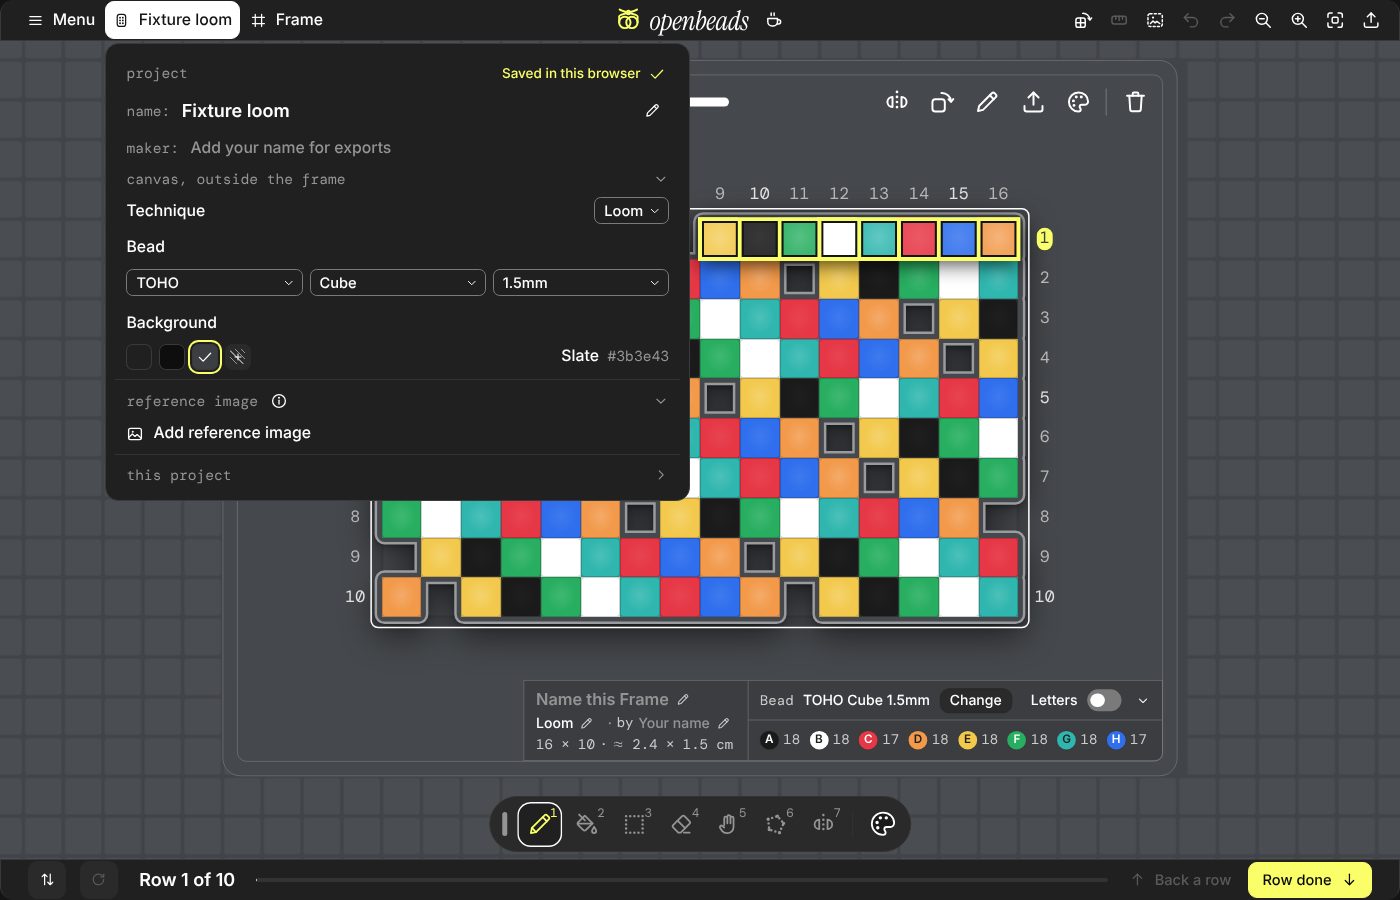 Menu
Fixture loom
Frame
openbeads
project
Saved in this browser
name: Fixture loom
maker: Add your name for exports
canvas, outside the frame
Technique
Loom
Bead
TOHO
Cube
1.5mm
Background
Slate #3b3e43
reference image
Add reference image
this project
9 10 11 12 13 14 15 16
1
2
3
4
5
6
7
8 8
9 9
10 10
Name this Frame
Loom · by Your name
16 × 10 · ≈ 2.4 × 1.5 cm
Bead TOHO Cube 1.5mm Change Letters
A 18 B 18 C 17 D 18 E 18 F 18 G 18 H 17
1 2 3 4 5 6 7
Row 1 of 10
Back a row
Row done